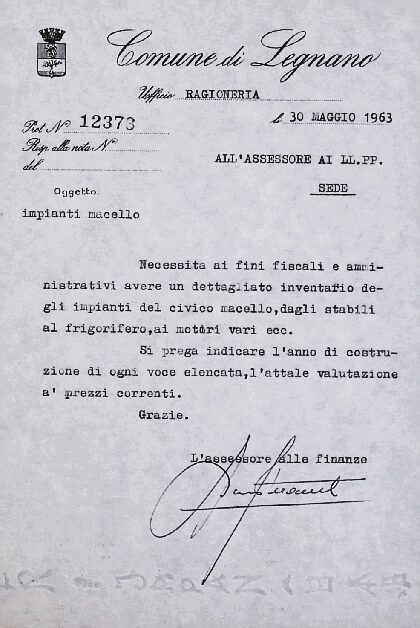 Comune di Legnano
Ufficio RAGIONERIA
Prot. N. 12373
li 30 MAGGIO 1963
Risp. alla nota N.
del
ALL'ASSESSORE AI LL.PP.
SEDE
Oggetto:
impianti macello
Necessita ai fini fiscali e ammi-
nistrativi avere un dettagliato inventario de-
gli impianti del civico macello,dagli stabili
al frigorifero,ai motori vari ecc.
Si prega indicare l'anno di costru-
zione di ogni voce elencata,l'attale valutazione
a' prezzi correnti.
Grazie.
L'assessore alle finanze